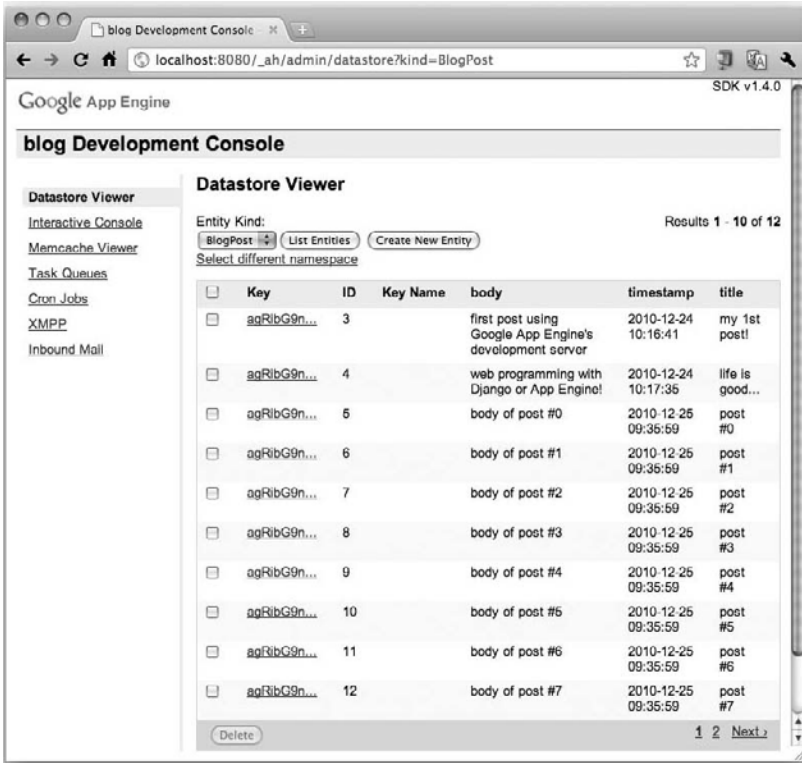 blog Development Console
localhost:8080/_ah/admin/datastore?kind=BlogPost
SDK v1.4.0
Google App Engine
blog Development Console
Datastore Viewer
Interactive Console
Memcache Viewer
Task Queues
Cron Jobs
XMPP
Inbound Mail
Datastore Viewer
Entity Kind:
Results 1 - 10 of 12
BlogPost List Entities Create New Entity
Select different namespace
Key ID Key Name body timestamp title
agRibG9n... 3 first post using 2010-12-24 my 1st
Google App Engine's 10:16:41 post!
development server
agRibG9n... 4 web programming with 2010-12-24 life is
Django or App Engine! 10:17:35 good...
agRibG9n... 5 body of post #0 2010-12-25 post
09:35:59 #0
agRibG9n... 6 body of post #1 2010-12-25 post
09:35:59 #1
agRibG9n... 7 body of post #2 2010-12-25 post
09:35:59 #2
agRibG9n... 8 body of post #3 2010-12-25 post
09:35:59 #3
agRibG9n... 9 body of post #4 2010-12-25 post
09:35:59 #4
agRibG9n... 10 body of post #5 2010-12-25 post
09:35:59 #5
agRibG9n... 11 body of post #6 2010-12-25 post
09:35:59 #6
agRibG9n... 12 body of post #7 2010-12-25 post
09:35:59 #7
Delete
1 2 Next ›